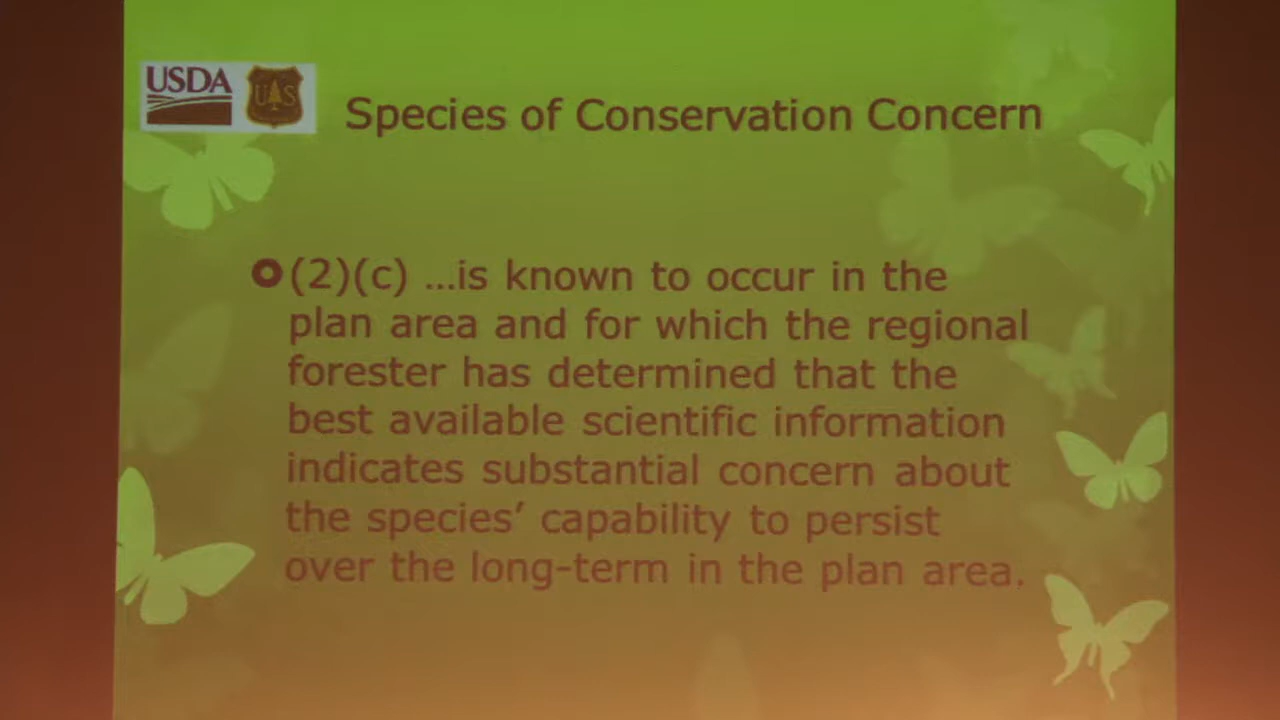 USDA
UAS
Species of Conservation Concern
(2)(c) …is known to occur in the
plan area and for which the regional
forester has determined that the
best available scientific information
indicates substantial concern about
the species’ capability to persist
over the long-term in the plan area.